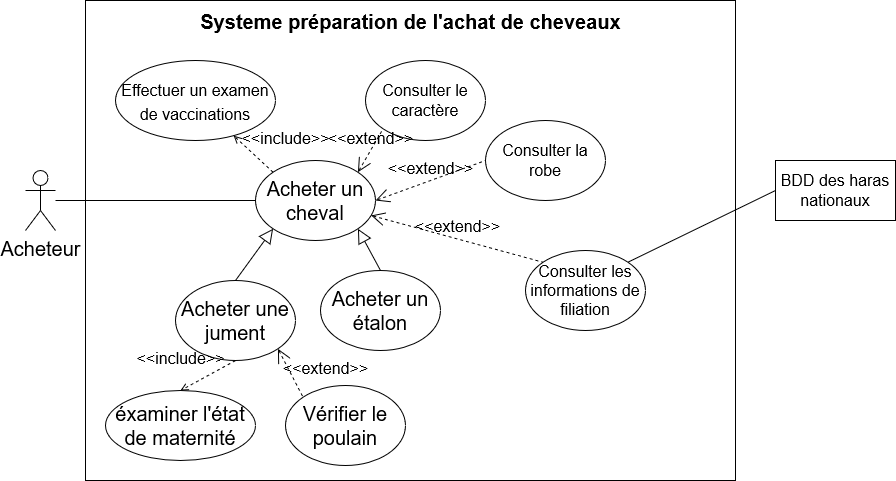 Systeme préparation de l'achat de cheveaux
Effectuer un examen
de vaccinations
Consulter le
caractère
<<include>>
<<extend>>
Consulter la
robe
<<extend>>
Acheter un
cheval
BDD des haras
nationaux
Acheteur
<<extend>>
Consulter les
informations de
filiation
Acheter une
jument
Acheter un
étalon
<<include>>
<<extend>>
éxaminer l'état
de maternité
Vérifier le
poulain